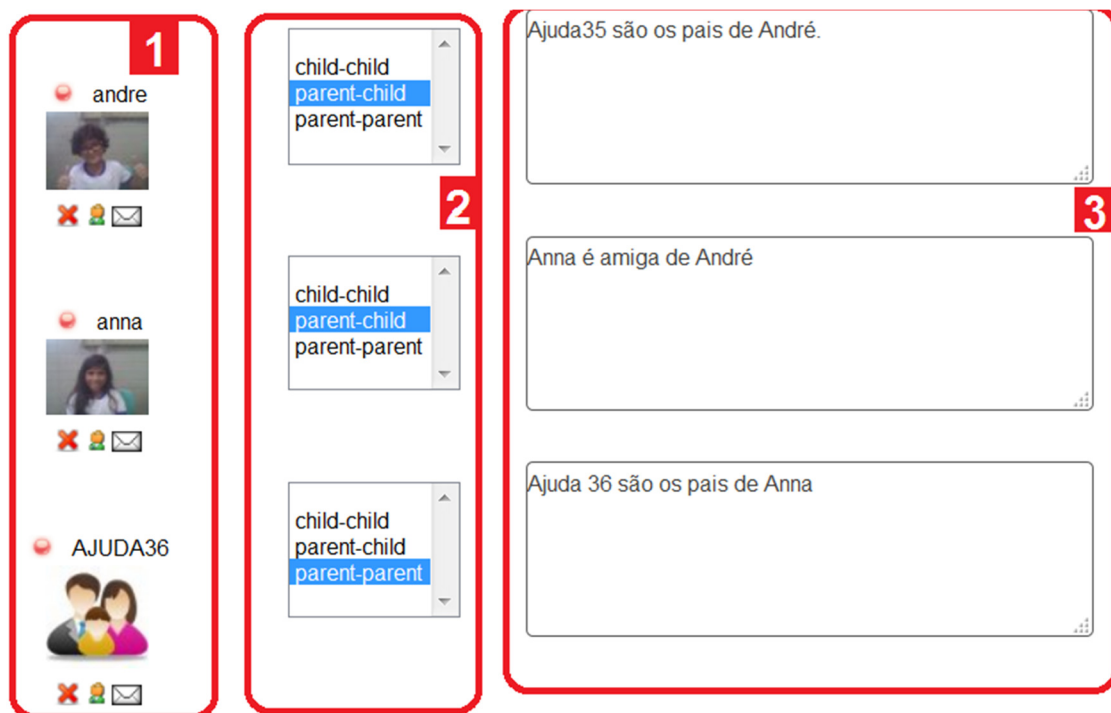 1
andre
child-child
parent-child
parent-parent
2
Ajuda35 são os pais de André.
3
anna
child-child
parent-child
parent-parent
Anna é amiga de André
AJUDA36
child-child
parent-child
parent-parent
Ajuda 36 são os pais de Anna